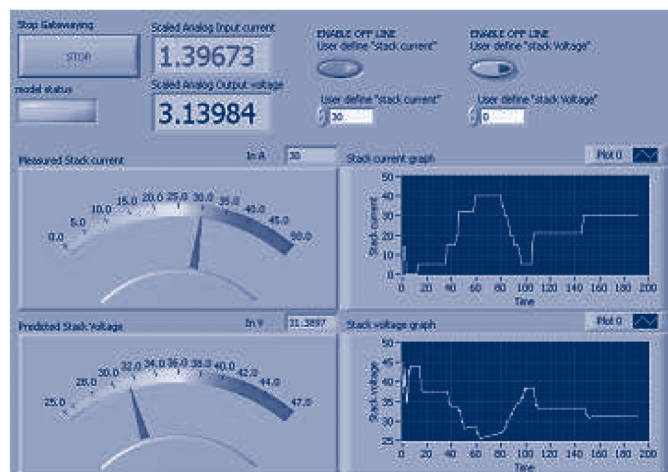 Stop Gatewaying
STOP
model status
Scaled Analog Input current
1.39673
Scaled Analog Output voltage
3.13984
ENABLE OFF LINE
User define "stack current"
User define "stack current"
30
ENABLE OFF LINE
User define "stack Voltage"
User define "stack Voltage"
0
Measured Stack current
In A
30
0.0 5.0 10.0 15.0 20.0 25.0 30.0 35.0 40.0 45.0 50.0
Stack current graph
Plot 0
Stack current
50
40
30
20
10
0
0 20 40 60 80 100 120 140 160 180 200
Time
Predicted Stack Voltage
In V
31.3897
25.0 28.0 30.0 32.0 34.0 36.0 38.0 40.0 42.0 44.0 47.0
Stack voltage graph
Plot 0
Stack voltage
50
45
40
35
30
25
0 20 40 60 80 100 120 140 160 180 200
Time